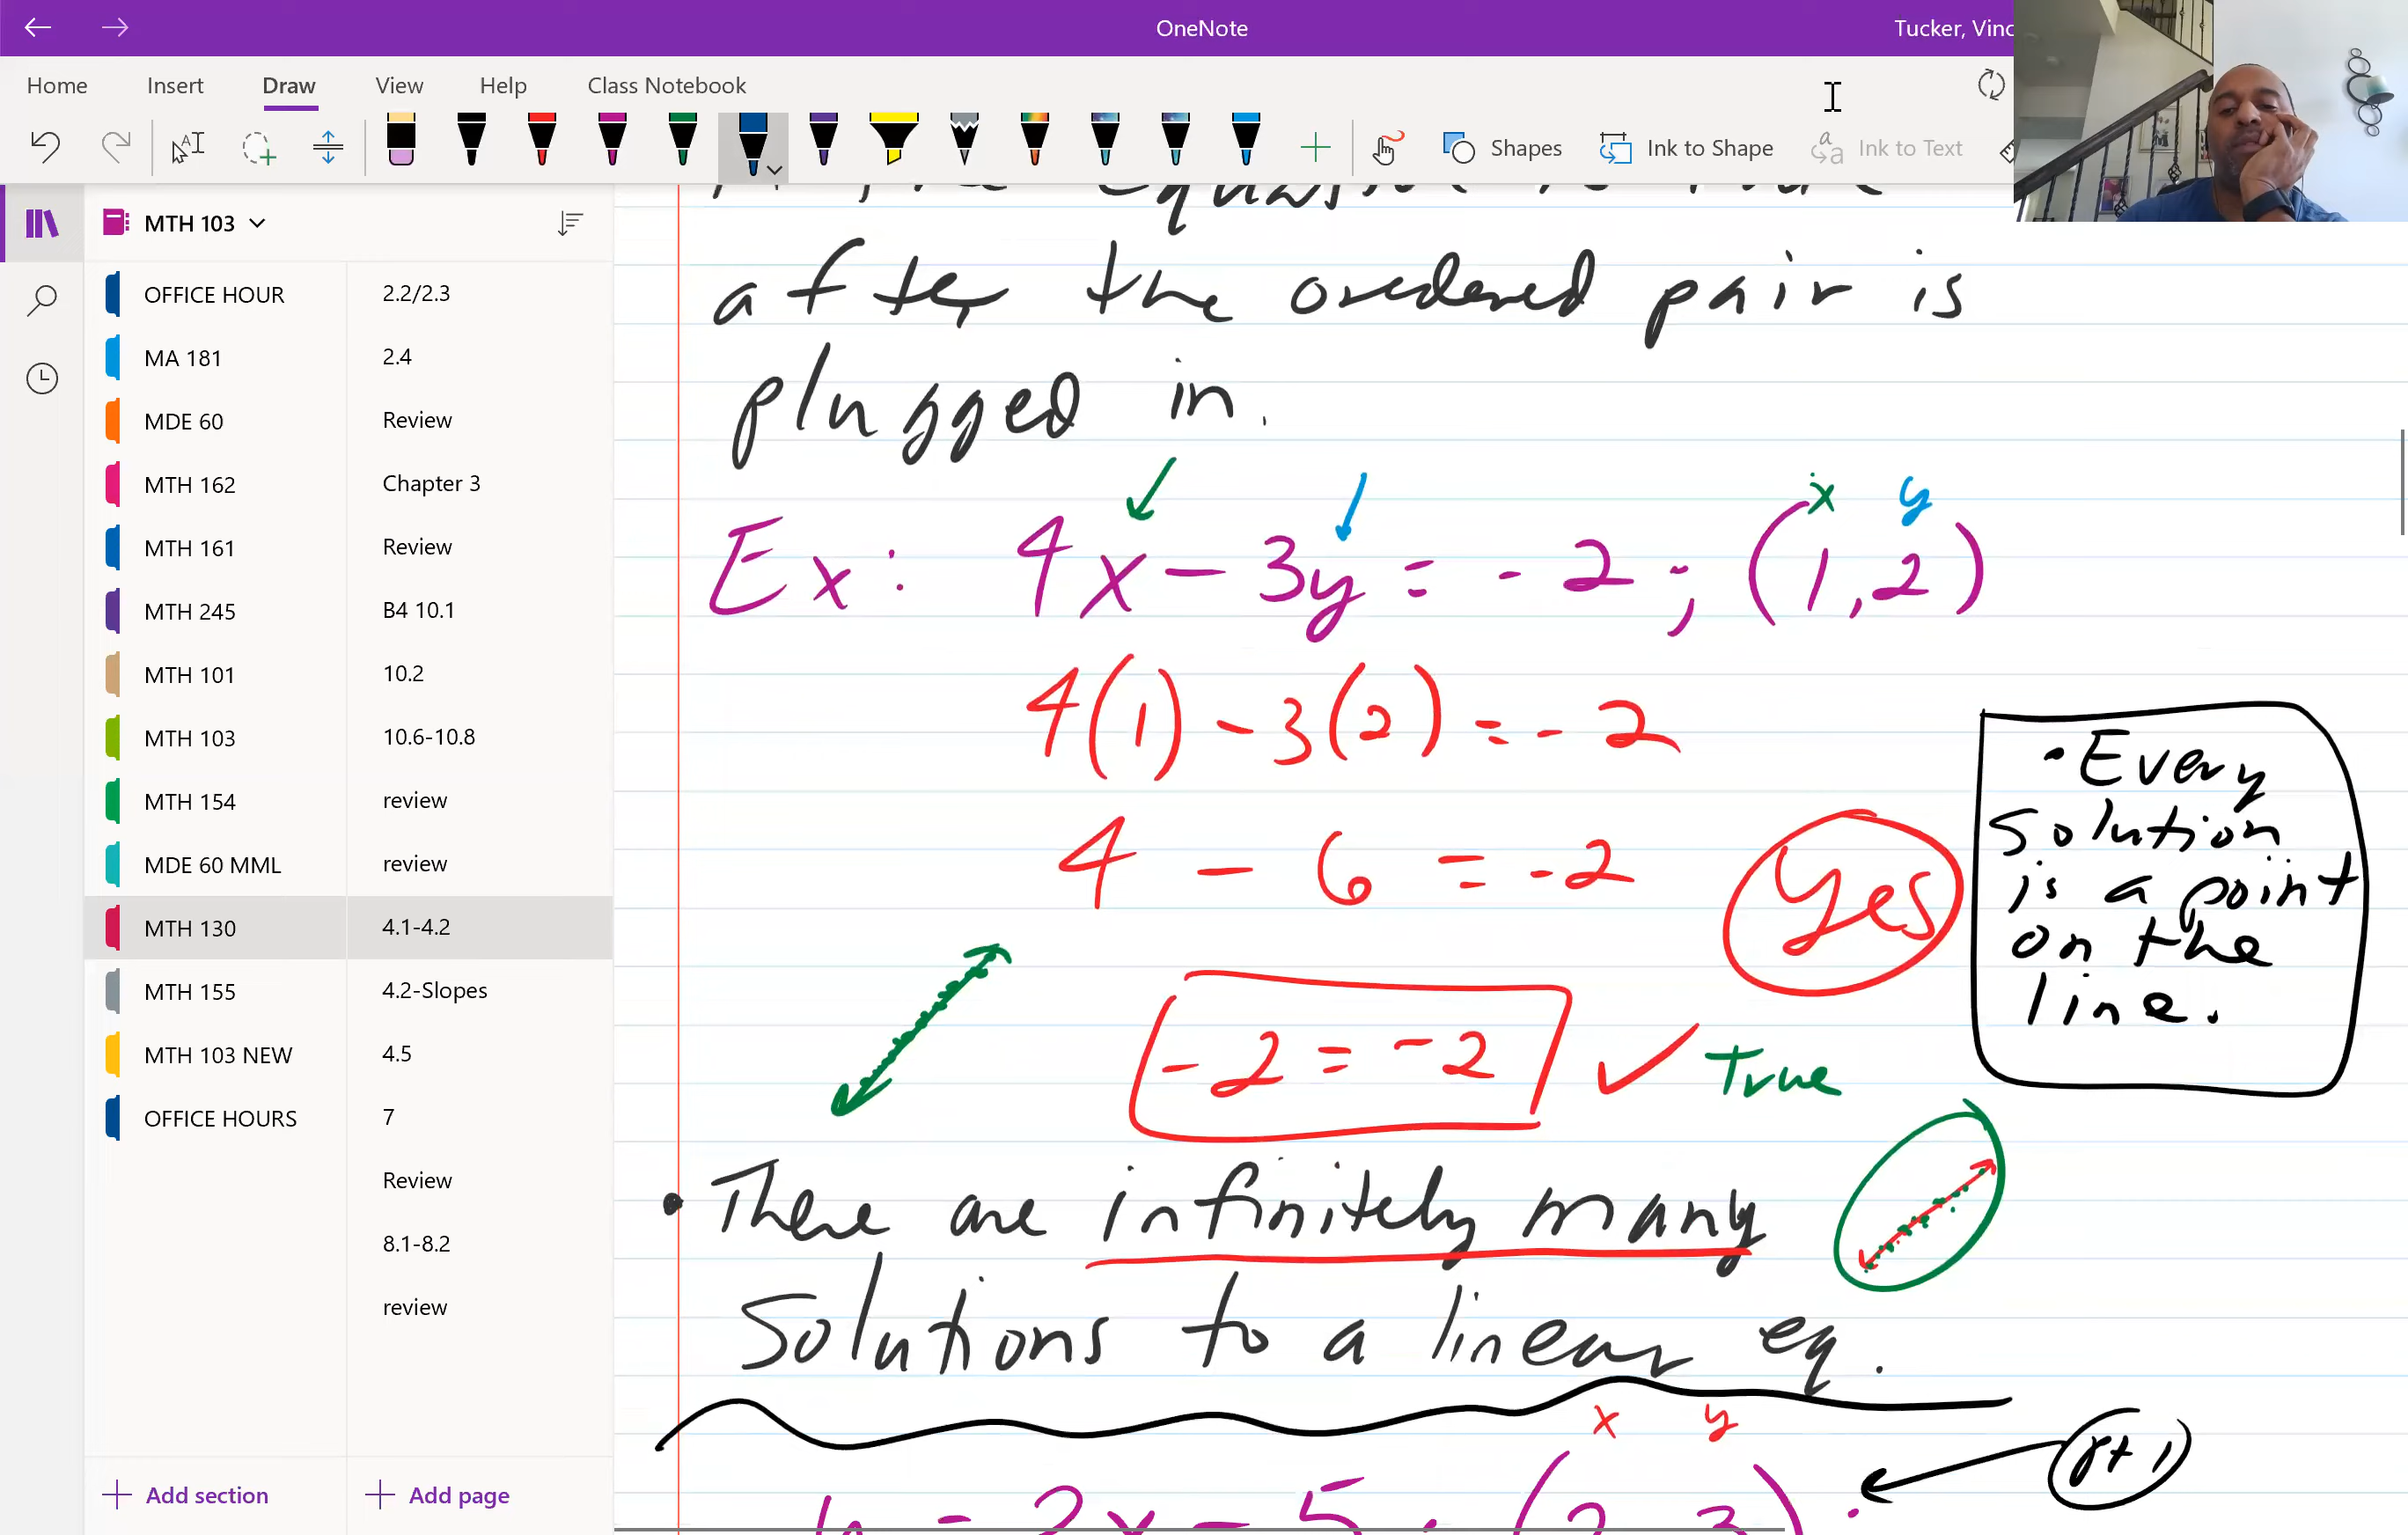 OneNote
Tucker, Vinc
Home Insert Draw View Help Class Notebook
Shapes Ink to Shape Ink to Text
MTH 103
OFFICE HOUR
MA 181
MDE 60
MTH 162
MTH 161
MTH 245
MTH 101
MTH 103
MTH 154
MDE 60 MML
MTH 130
MTH 155
MTH 103 NEW
OFFICE HOURS
Add section
2.2/2.3
2.4
Review
Chapter 3
Review
B4 10.1
10.2
10.6-10.8
review
review
4.1-4.2
4.2-Slopes
4.5
7
Review
8.1-8.2
review
Add page
after the ordered pair is
plugged in.
x y
Ex: 4x - 3y = -2 ; (1,2)
4(1) - 3(2) = -2
4 - 6 = -2
Yes
-2 = -2 ✓ True
• Every
solution
is a point
on the
line.
• There are infinitely many
solutions to a linear eq.
x y
y = 2x - 5 ;